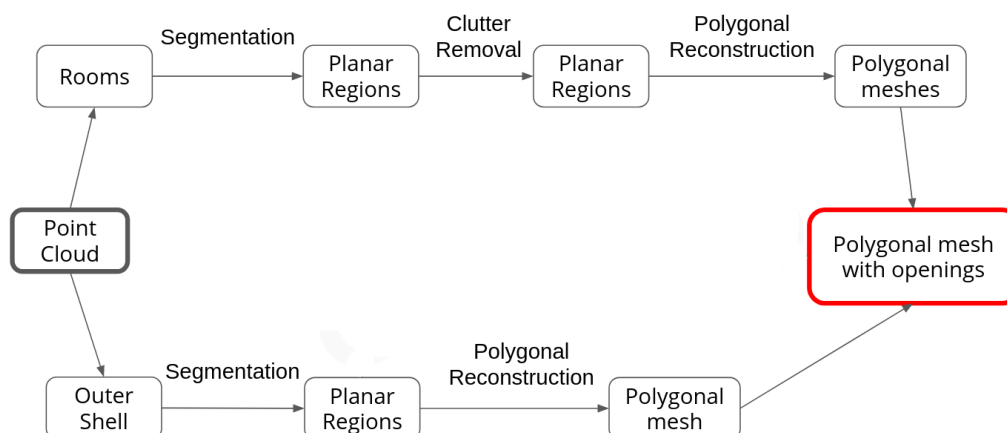 Segmentation
Clutter
Removal
Polygonal
Reconstruction
Rooms
Planar
Regions
Planar
Regions
Polygonal
meshes
Point
Cloud
Polygonal mesh
with openings
Segmentation
Polygonal
Reconstruction
Outer
Shell
Planar
Regions
Polygonal
mesh